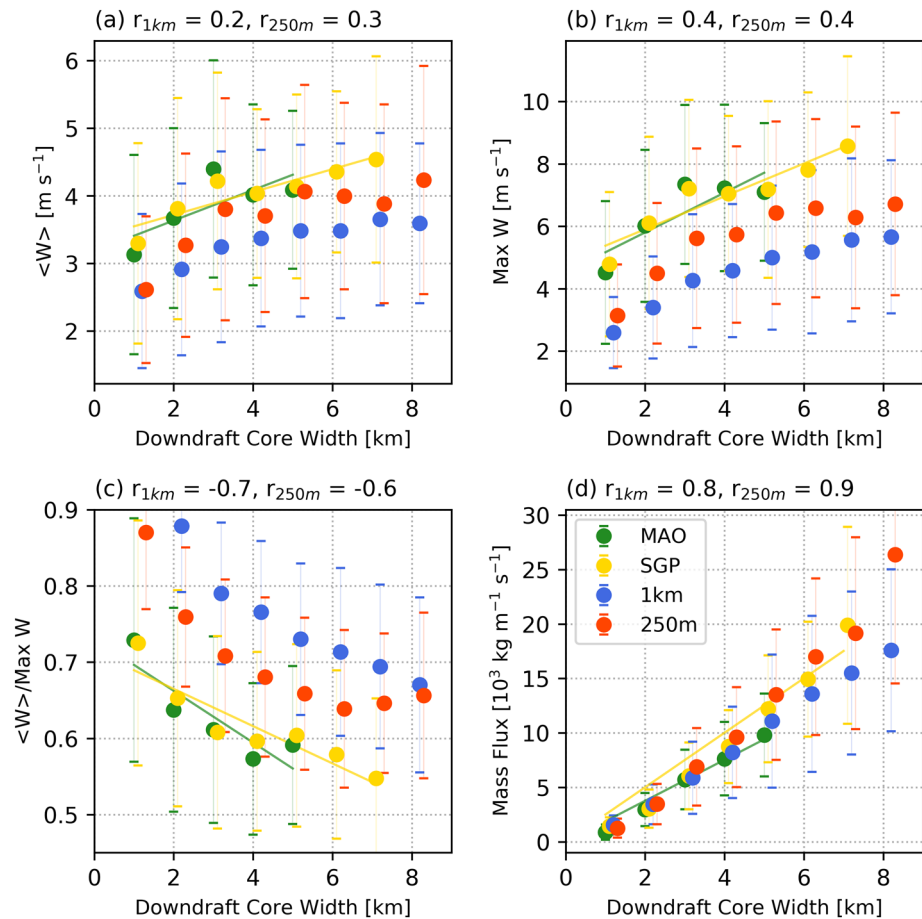 (a) r1km = 0.2, r250m = 0.3
<W> [m s−1]
6
5
4
3
2
0 2 4 6 8
Downdraft Core Width [km]
(b) r1km = 0.4, r250m = 0.4
Max W [m s−1]
10
8
6
4
2
0 2 4 6 8
Downdraft Core Width [km]
(c) r1km = -0.7, r250m = -0.6
<W>/Max W
0.9
0.8
0.7
0.6
0.5
0 2 4 6 8
Downdraft Core Width [km]
(d) r1km = 0.8, r250m = 0.9
Mass Flux [10³ kg m−1 s−1]
30
25
20
15
10
5
0
MAO
SGP
1km
250m
0 2 4 6 8
Downdraft Core Width [km]